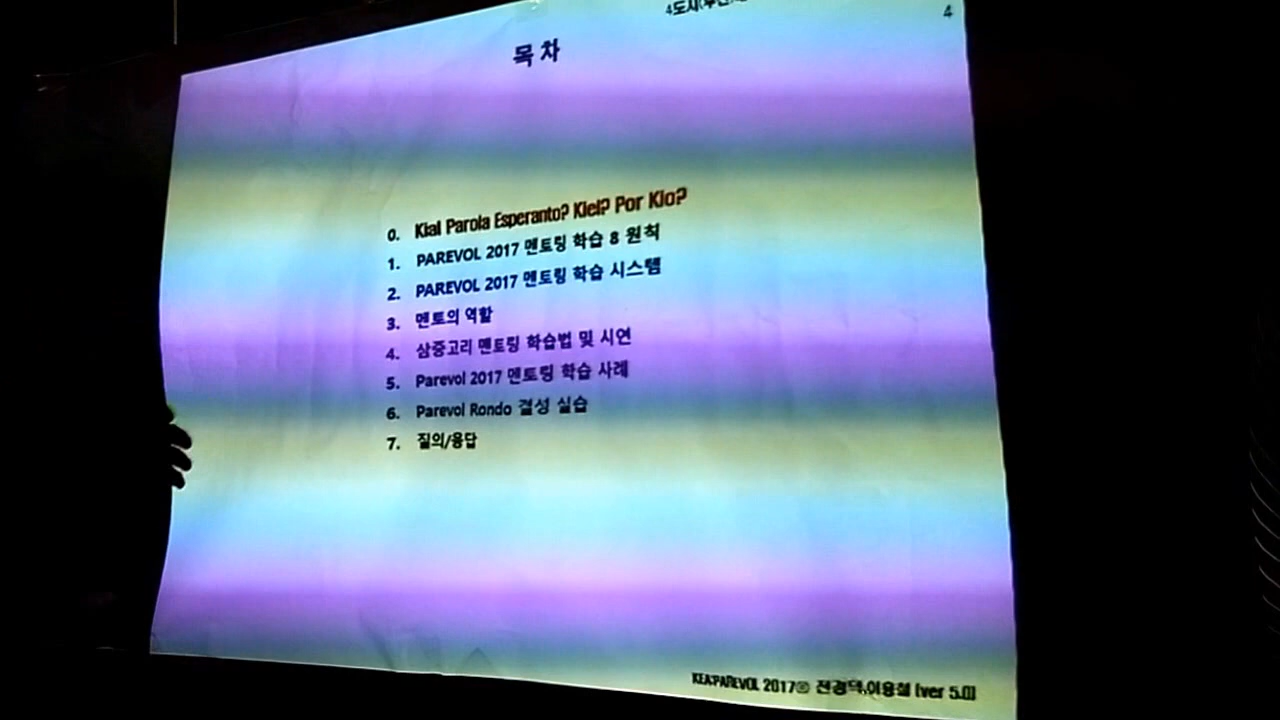 4
목차
0. Kial Parola Esperanto? Kiel? Por Kio?
1. PAREVOL 2017 멘토링 학습 8 원칙
2. PAREVOL 2017 멘토링 학습 시스템
3. 멘토의 역할
4. 삼중고리 멘토링 학습법 및 시연
5. Parevol 2017 멘토링 학습 사례
6. Parevol Rondo 결성 실습
7. 질의/응답
KEA:PAREVOL 2017® 전경덕,이용철 (ver 5.0)